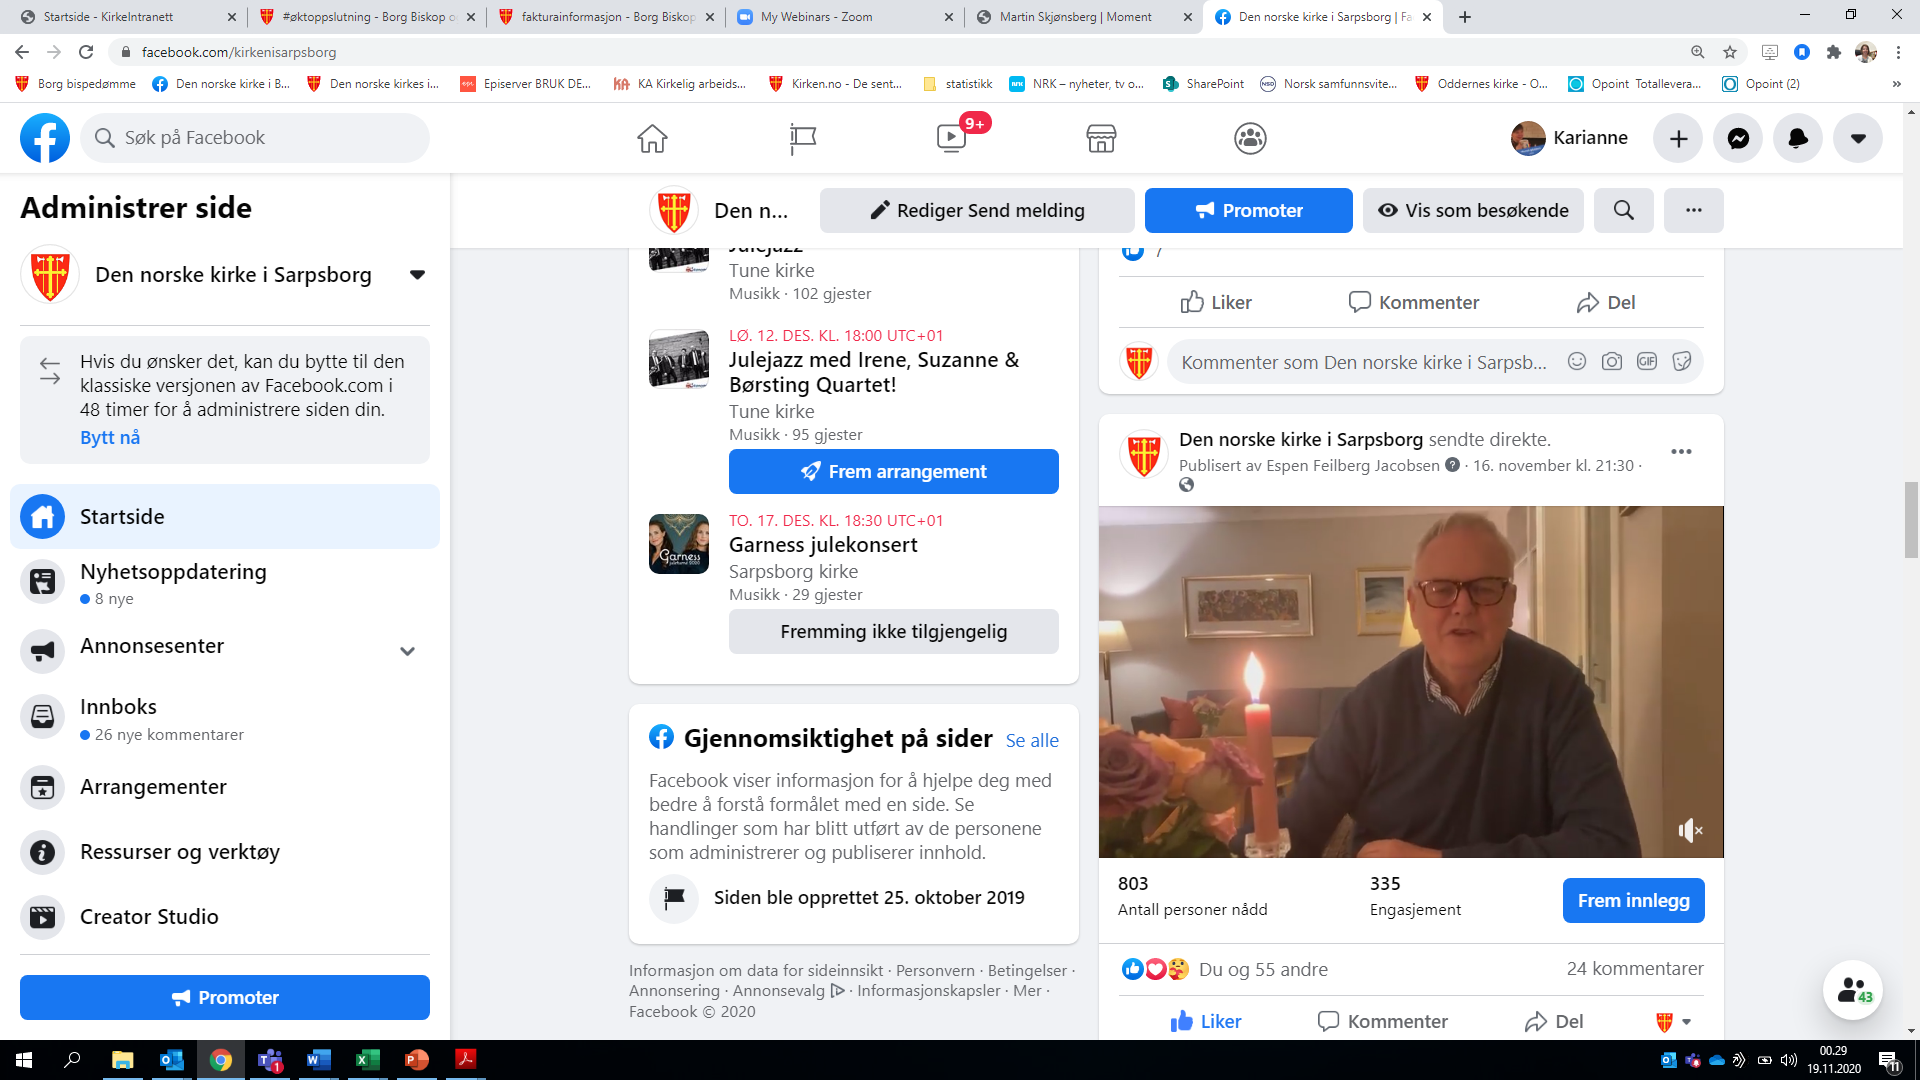 Startside - KirkeIntranett
#øktoppslutning - Borg Biskop o
fakturainformasjon - Borg Biskop
My Webinars - Zoom
Martin Skjønsberg | Moment
Den norske kirke i Sarpsborg | Fa
facebook.com/kirkenisarpsborg
Borg bispedømme
Den norske kirke i B...
Den norske kirkes i...
Episerver BRUK DE...
KA Kirkelig arbeids...
Kirken.no - De sent...
statistikk
NRK – nyheter, tv o...
SharePoint
Norsk samfunnsvite...
Oddernes kirke - O...
Opoint Totallevera...
Opoint (2)
»
Søk på Facebook
9+
Karianne
Administrer side
Den norske kirke i Sarpsborg
Hvis du ønsker det, kan du bytte til den
klassiske versjonen av Facebook.com i
48 timer for å administrere siden din.
Bytt nå
Startside
Nyhetsoppdatering
8 nye
Annonsesenter
Innboks
26 nye kommentarer
Arrangementer
Ressurser og verktøy
Creator Studio
Promoter
Den n...
Rediger Send melding
Promoter
Vis som besøkende
Julejazz
Tune kirke
Musikk · 102 gjester
LØ. 12. DES. KL. 18:00 UTC+01
Julejazz med Irene, Suzanne &
Børsting Quartet!
Tune kirke
Musikk · 95 gjester
Frem arrangement
Garness
TO. 17. DES. KL. 18:30 UTC+01
Garness julekonsert
Sarpsborg kirke
Musikk · 29 gjester
Fremming ikke tilgjengelig
Gjennomsiktighet på sider
Se alle
Facebook viser informasjon for å hjelpe deg med
bedre å forstå formålet med en side. Se
handlinger som har blitt utført av de personene
som administrerer og publiserer innhold.
Siden ble opprettet 25. oktober 2019
Informasjon om data for sideinnsikt · Personvern · Betingelser ·
Annonsering · Annonsevalg · Informasjonskapsler · Mer ·
Facebook © 2020
7
Liker
Kommenter
Del
Kommenter som Den norske kirke i Sarpsb...
GIF
Den norske kirke i Sarpsborg sendte direkte.
Publisert av Espen Feilberg Jacobsen · 16. november kl. 21:30 ·
803
Antall personer nådd
335
Engasjement
Frem innlegg
Du og 55 andre
24 kommentarer
Liker
Kommenter
Del
43
00.29
19.11.2020
11